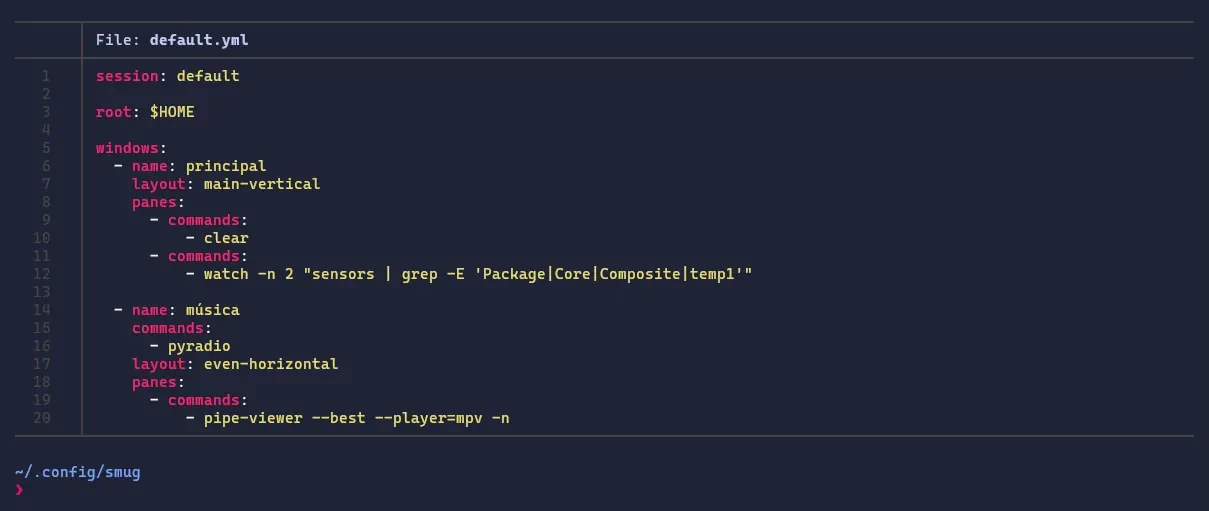 File: default.yml
1 session: default
2
3 root: $HOME
4
5 windows:
6   - name: principal
7     layout: main-vertical
8     panes:
9       - commands:
10           - clear
11       - commands:
12           - watch -n 2 "sensors | grep -E 'Package|Core|Composite|temp1'"
13
14   - name: música
15     commands:
16       - pyradio
17     layout: even-horizontal
18     panes:
19       - commands:
20           - pipe-viewer --best --player=mpv -n
~/.config/smug
❯